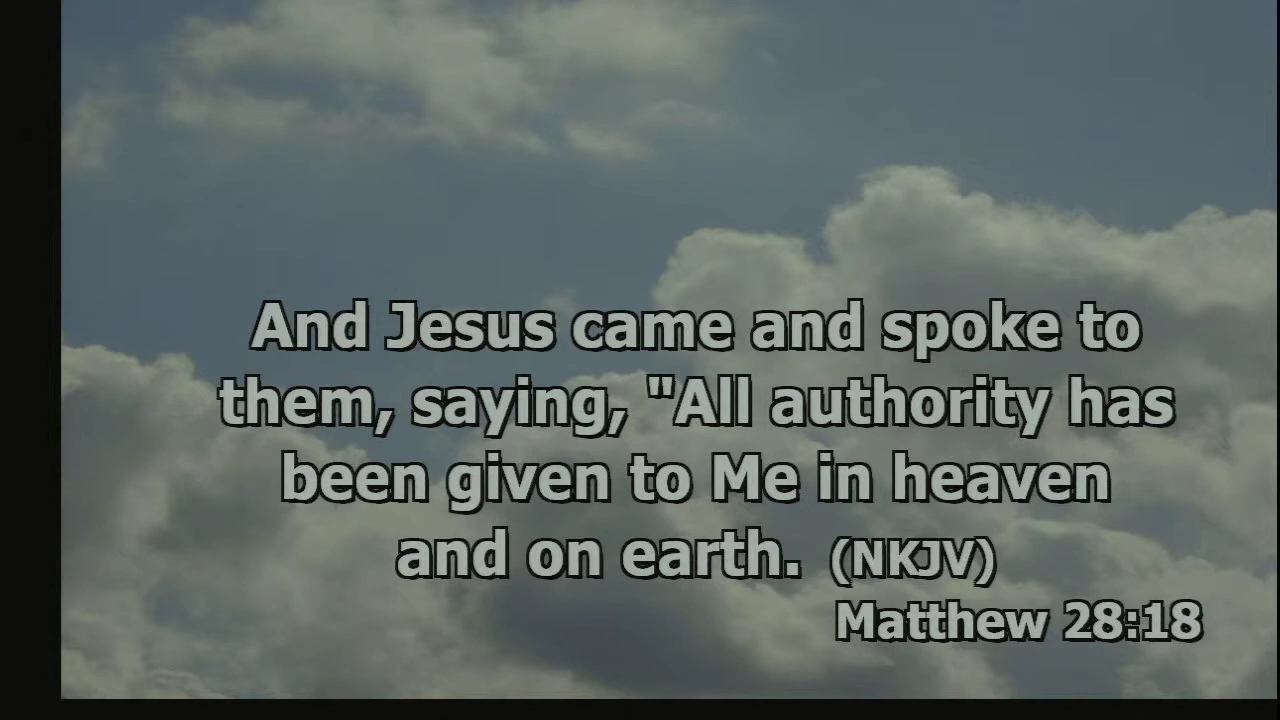 And Jesus came and spoke to
them, saying, "All authority has
been given to Me in heaven
and on earth. (NKJV)
Matthew 28:18